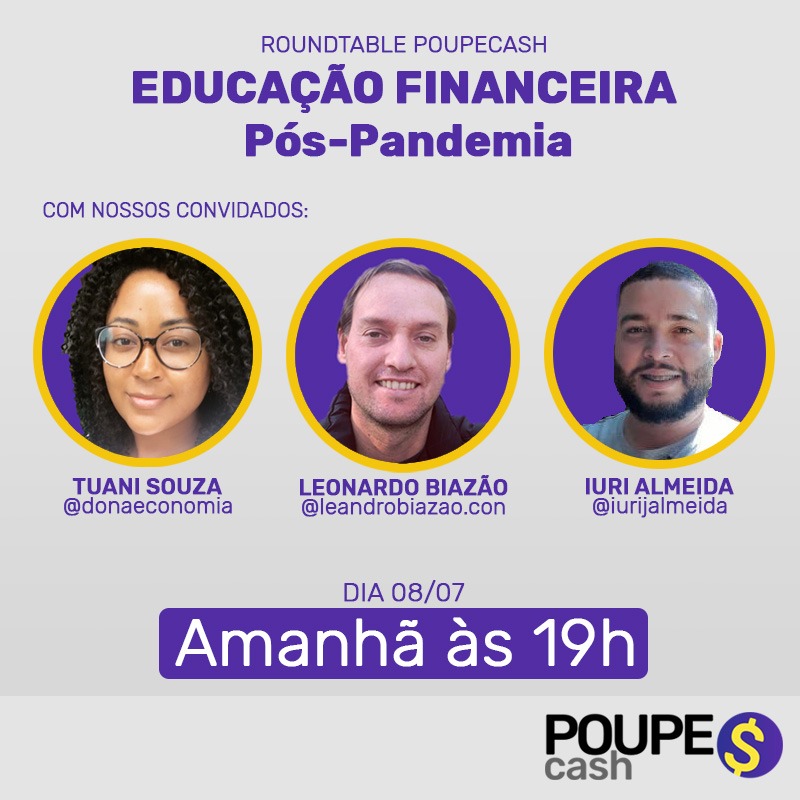 ROUNDTABLE POUPECASH
EDUCAÇÃO FINANCEIRA
Pós-Pandemia
COM NOSSOS CONVIDADOS:
TUANI SOUZA
@donaeconomia
LEONARDO BIAZÃO
@leandrobiazao.con
IURI ALMEIDA
@iurijalmeida
DIA 08/07
Amanhã às 19h
POUPE $
cash